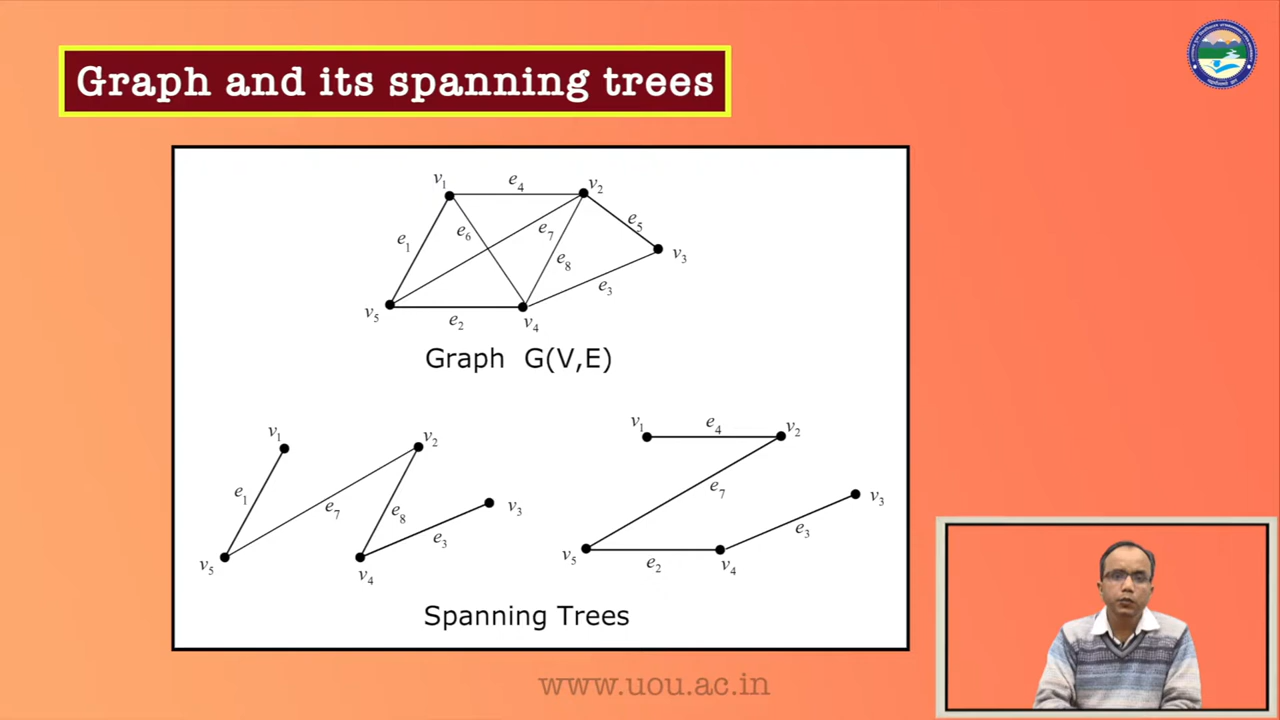 Graph and its spanning trees
v1 e4 v2
e5
e6 e7
e1 v3
e8
e3
v5 e2 v4
Graph G(V,E)
v1 v2
e1 e7 e8 v3
e3
v5 v4
v1 e4 v2
e7 v3
e3
v5 e2 v4
Spanning Trees
www.uou.ac.in